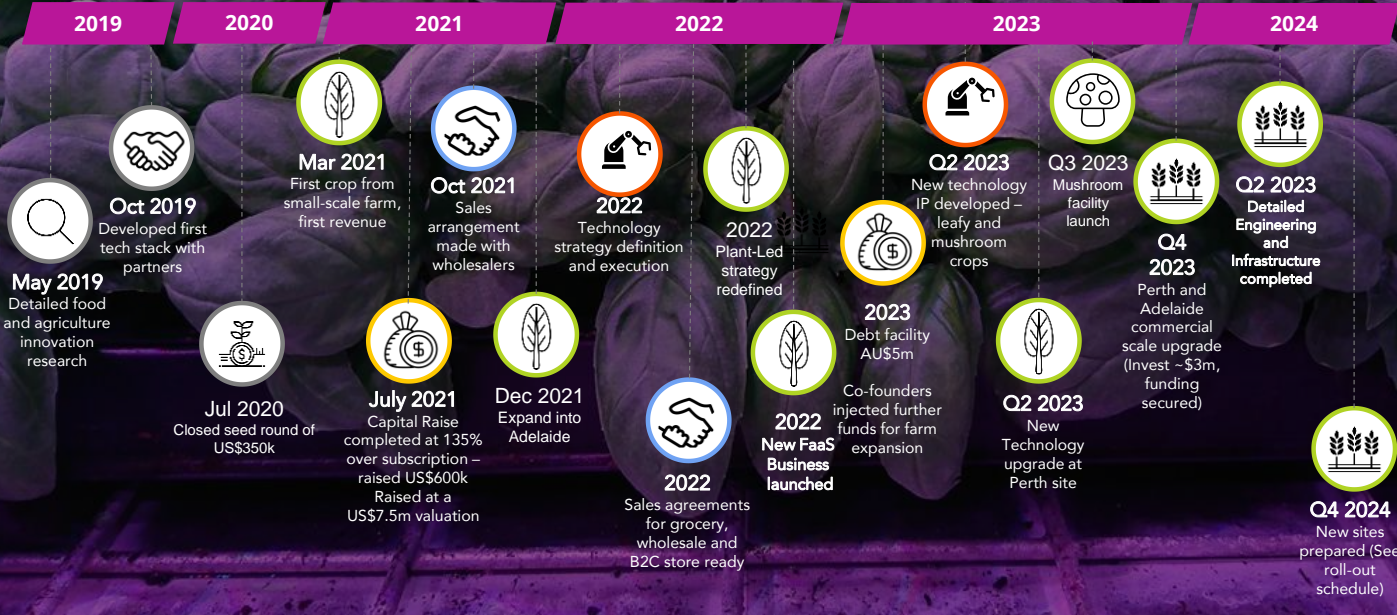 2019
2020
2021
2022
2023
2024
May 2019
Detailed food
and agriculture
innovation
research
Oct 2019
Developed first
tech stack with
partners
Jul 2020
Closed seed round of
US$350k
Mar 2021
First crop from
small-scale farm,
first revenue
July 2021
Capital Raise
completed at 135%
over subscription –
raised US$600k
Raised at a
US$7.5m valuation
Oct 2021
Sales
arrangement
made with
wholesalers
Dec 2021
Expand into
Adelaide
2022
Technology
strategy definition
and execution
2022
Sales agreements
for grocery,
wholesale and
B2C store ready
2022
Plant-Led
strategy
redefined
2022
New FaaS
Business
launched
2023
Debt facility
AU$5m
Co-founders
injected further
funds for farm
expansion
Q2 2023
New technology
IP developed –
leafy and
mushroom
crops
Q2 2023
New
Technology
upgrade at
Perth site
Q3 2023
Mushroom
facility
launch
Q4
2023
Perth and
Adelaide
commercial
scale upgrade
(Invest ~$3m,
funding
secured)
Q2 2023
Detailed
Engineering
and
Infrastructure
completed
Q4 2024
New sites
prepared (See
roll-out
schedule)